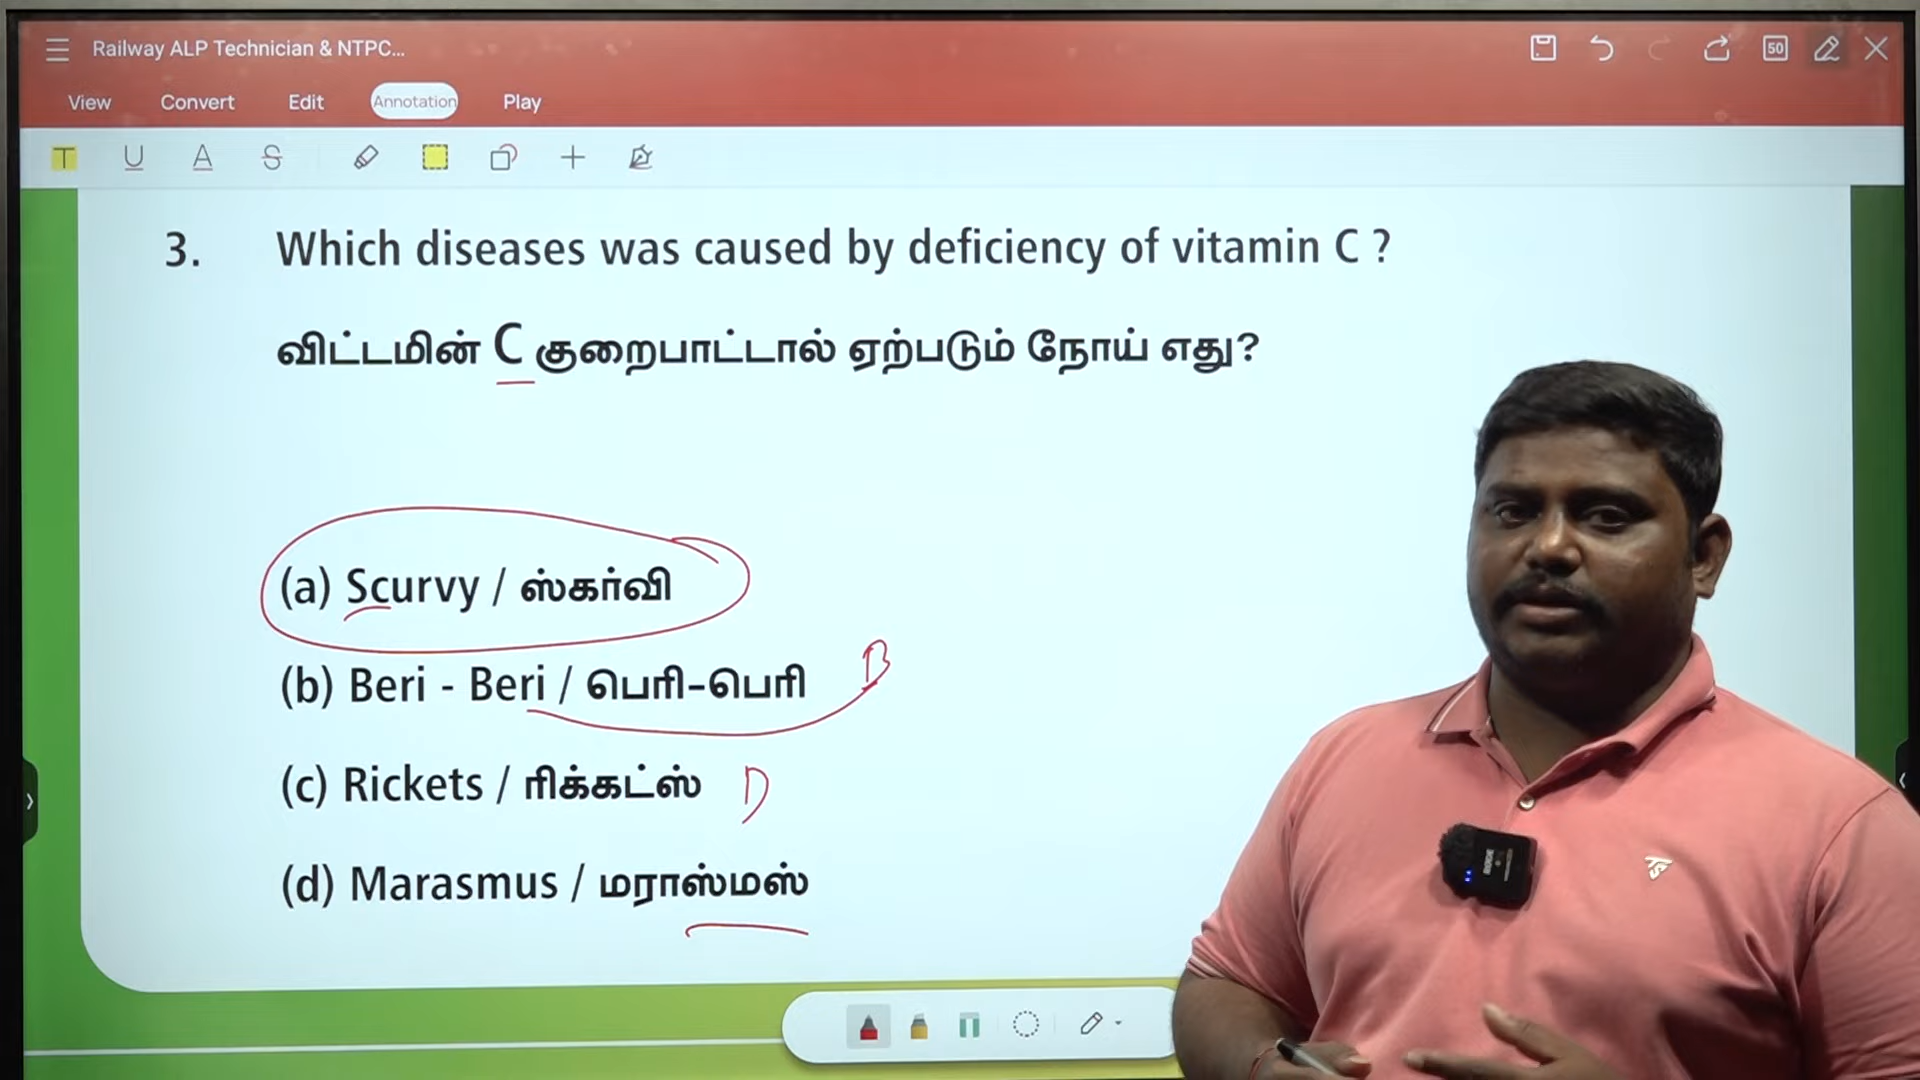 Railway ALP Technician & NTPC...
50
View Convert Edit Annotation Play
T U A S
3. Which diseases was caused by deficiency of vitamin C ?
விட்டமின் C குறைபாட்டால் ஏற்படும் நோய் எது?
(a) Scurvy / ஸ்கர்வி
(b) Beri - Beri / பெரி-பெரி B
(c) Rickets / ரிக்கட்ஸ் D
(d) Marasmus / மராஸ்மஸ்